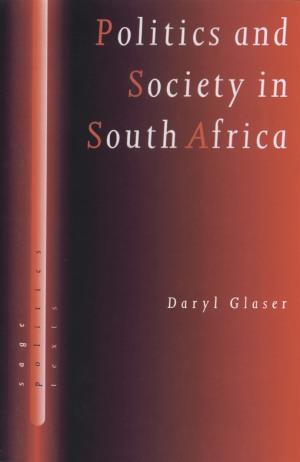 Politics and
Society in
South Africa
Daryl Glaser
sage
politics
texts